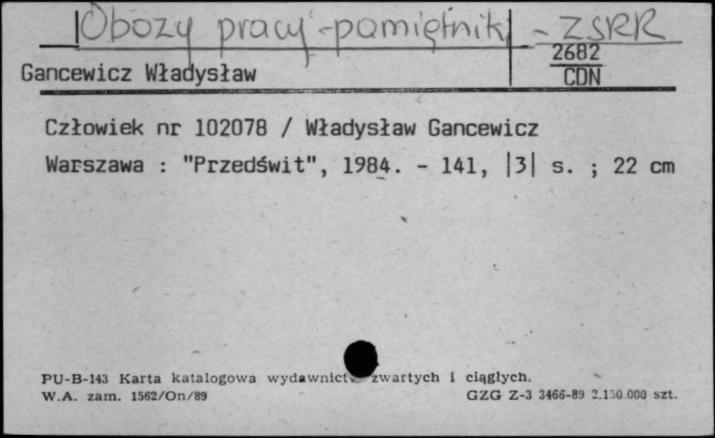 Obozy pracy - pamiętniki - ZSRR
Gancewicz Władysław
2682
CDN
Człowiek nr 102078 / Władysław Gancewicz
Warszawa : "Przedświt", 1984. - 141, |3| s. ; 22 cm
PU-B-143 Karta katalogowa wydawnictw zwartych i ciągłych.
W.A. zam. 1562/On/89
GZG Z-3 3466-89 2.150.000 szt.